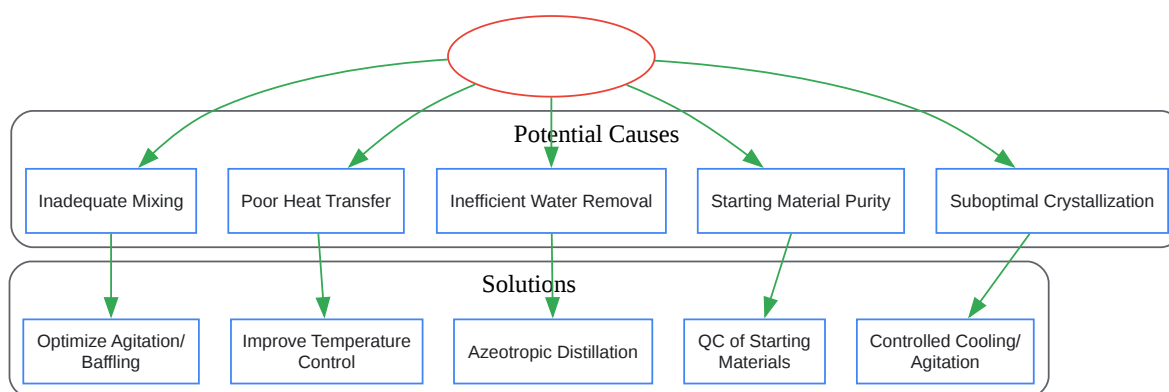 Potential Causes
Inadequate Mixing
Poor Heat Transfer
Inefficient Water Removal
Starting Material Purity
Suboptimal Crystallization
Solutions
Optimize Agitation/
Baffling
Improve Temperature
Control
Azeotropic Distillation
QC of Starting
Materials
Controlled Cooling/
Agitation